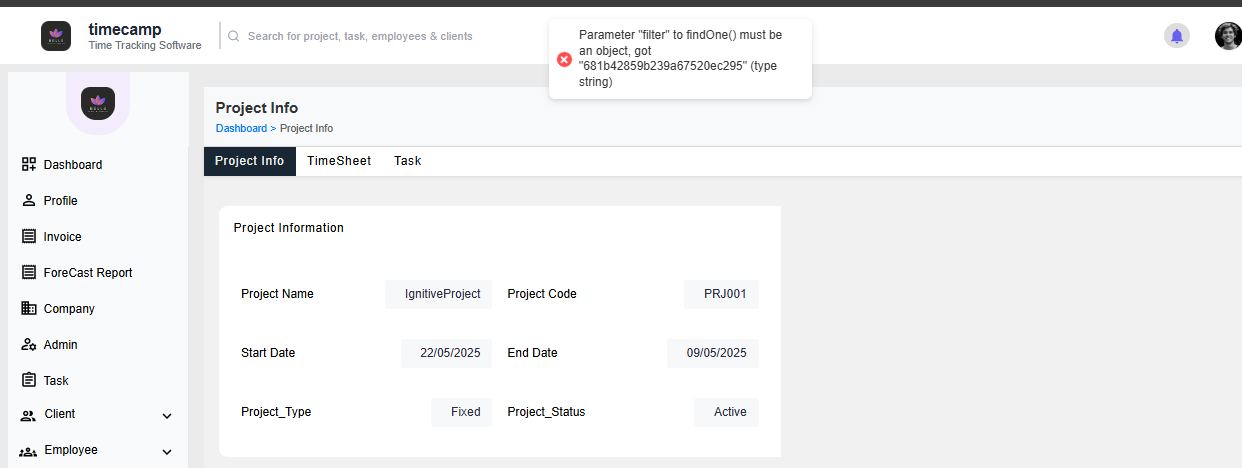 timecamp
Time Tracking Software
Search for project, task, employees & clients
Parameter "filter" to findOne() must be
an object, got
"681b42859b239a67520ec295" (type
string)
Project Info
Dashboard > Project Info
Project Info TimeSheet Task
Dashboard
Profile
Invoice
ForeCast Report
Company
Admin
Task
Client
Employee
Project Information
Project Name IgnitiveProject Project Code PRJ001
Start Date 22/05/2025 End Date 09/05/2025
Project_Type Fixed Project_Status Active